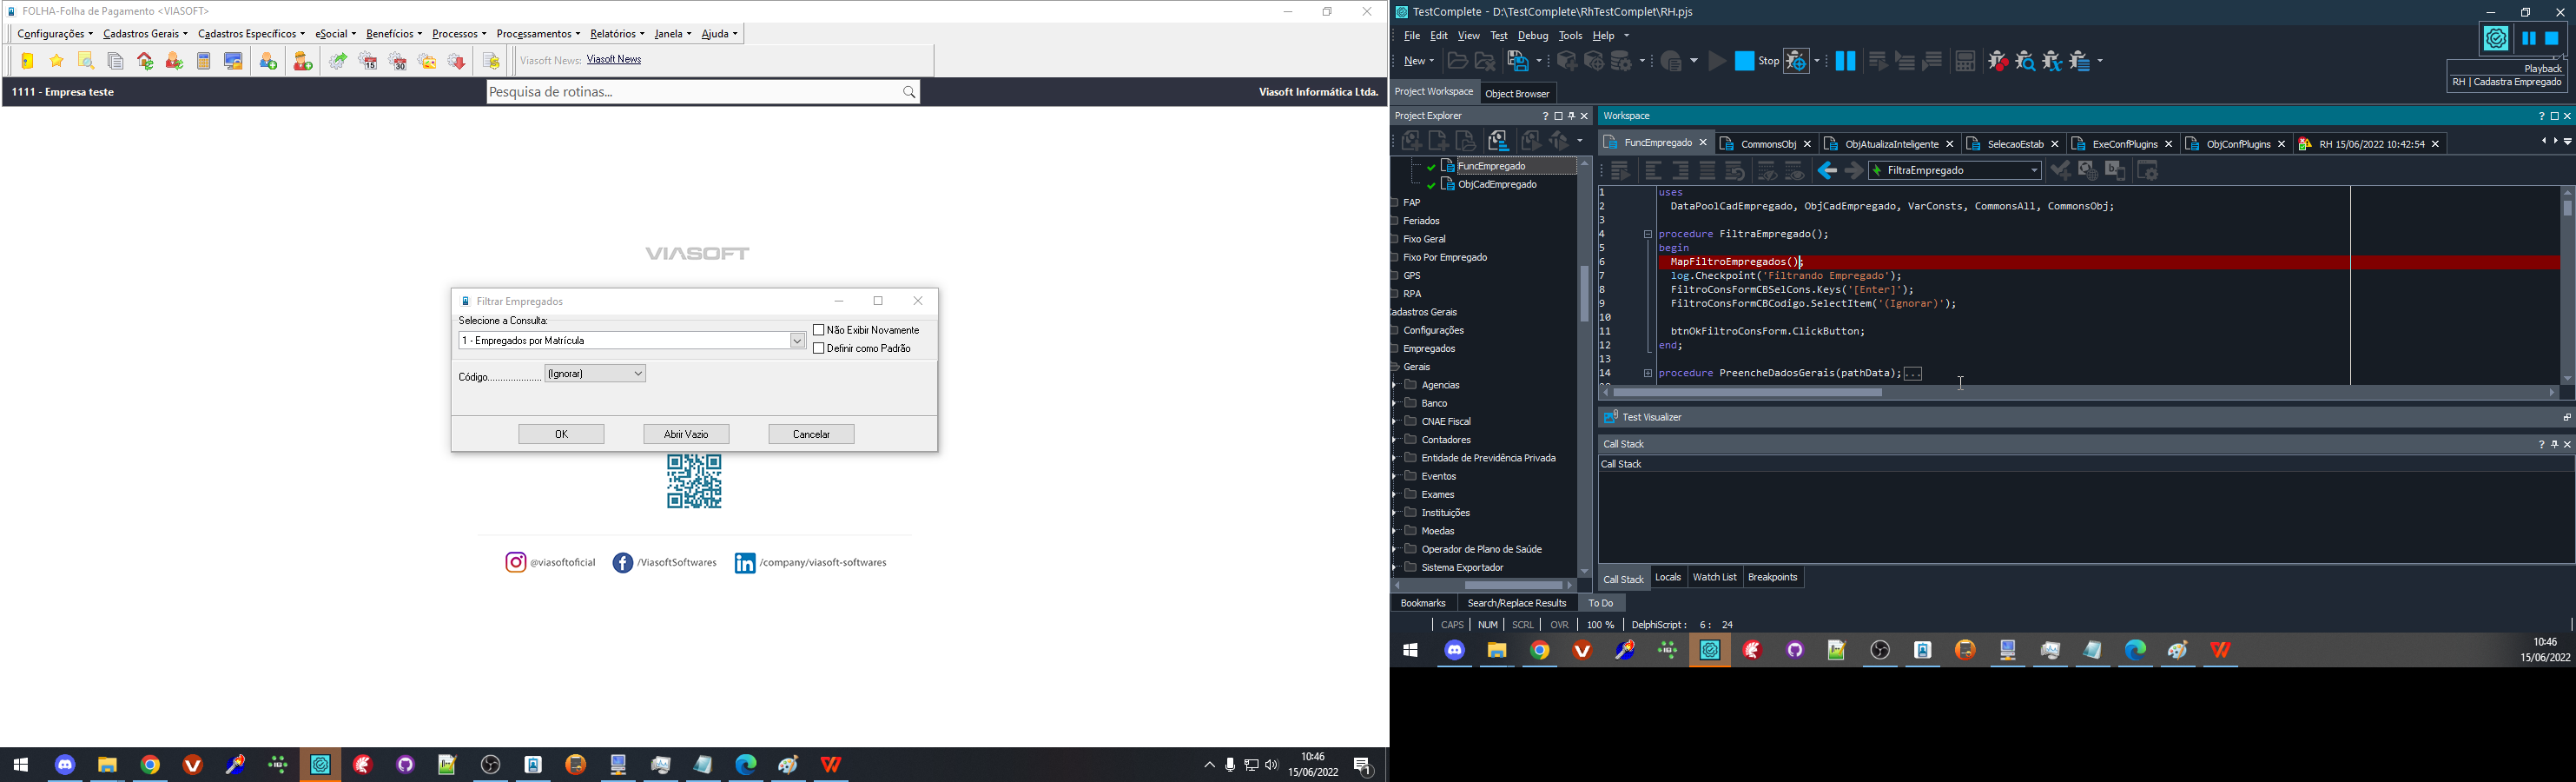 FOLHA-Folha de Pagamento <VIASOFT>
Configurações Cadastros Gerais Cadastros Específicos eSocial Benefícios Processos Processamentos Relatórios Janela Ajuda
15 30 Viasoft News: Viasoft News
1111 - Empresa teste Pesquisa de rotinas... Viasoft Informática Ltda.
VIASOFT
Filtrar Empregados
Selecione a Consulta:
1 - Empregados por Matrícula
Não Exibir Novamente
Definir como Padrão
Código.................... (Ignorar)
OK Abrir Vazio Cancelar
@viasoftoficial /ViasoftSoftwares /company/viasoft-softwares
10:46
15/06/2022
TestComplete - D:\TestComplete\RhTestComplet\RH.pjs
File Edit View Test Debug Tools Help
New Stop
Playback
RH | Cadastra Empregado
Project Workspace Object Browser
Project Explorer
FuncEmpregado
ObjCadEmpregado
FAP
Feriados
Fixo Geral
Fixo Por Empregado
GPS
RPA
adastros Gerais
Configurações
Empregados
Gerais
Agencias
Banco
CNAE Fiscal
Contadores
Entidade de Previdência Privada
Eventos
Exames
Instituições
Moedas
Operador de Plano de Saúde
Sistema Exportador
Workspace
FuncEmpregado CommonsObj ObjAtualizaInteligente SelecaoEstab ExeConfPlugins ObjConfPlugins RH 15/06/2022 10:42:54
FiltraEmpregado
1 uses
2 DataPoolCadEmpregado, ObjCadEmpregado, VarConsts, CommonsAll, CommonsObj;
3
4 procedure FiltraEmpregado();
5 begin
6 MapFiltroEmpregados();
7 log.Checkpoint('Filtrando Empregado');
8 FiltroConsFormCBSelCons.Keys('[Enter]');
9 FiltroConsFormCBCodigo.SelectItem('(Ignorar)');
10
11 btnOkFiltroConsForm.ClickButton;
12 end;
13
14 procedure PreencheDadosGerais(pathData);...
Test Visualizer
Call Stack
Call Stack
Call Stack Locals Watch List Breakpoints
Bookmarks Search/Replace Results To Do
CAPS NUM SCRL OVR 100 % DelphiScript : 6 : 24
10:46
15/06/2022